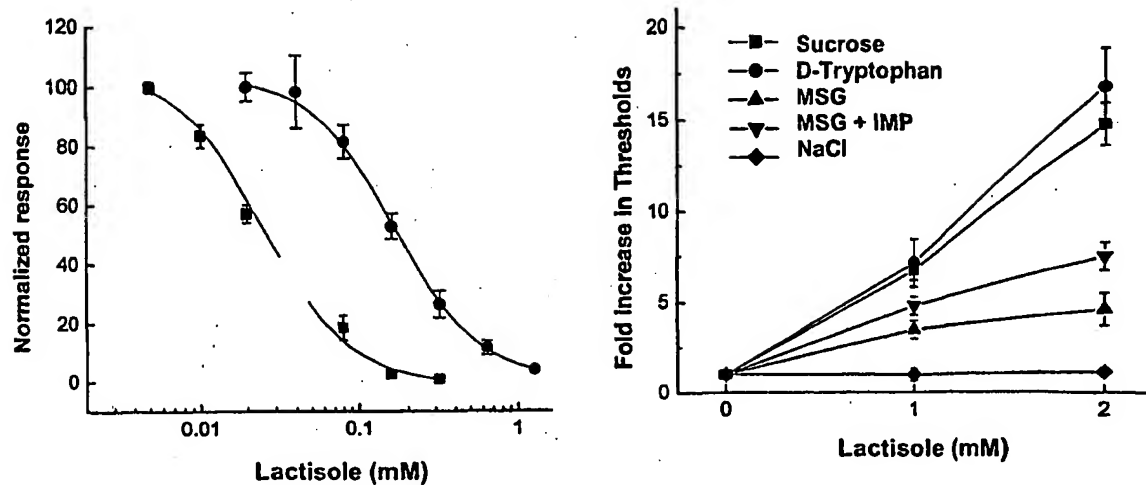 120
100
80
60
40
20
0
Normalized response
0.01
0.1
1
Lactisole (mM)
20
15
10
5
0
Fold Increase in Thresholds
Sucrose
D-Tryptophan
MSG
MSG + IMP
NaCl
0
1
2
Lactisole (mM)